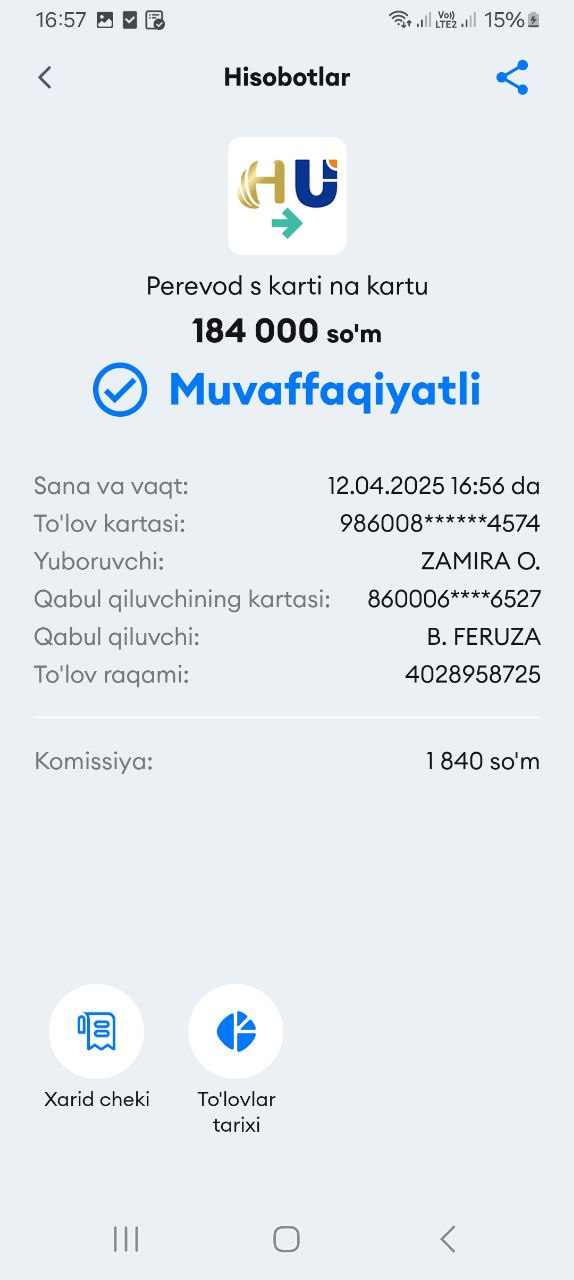 16:57 Vo)) LTE2 15%
Hisobotlar
HU
Perevod s karti na kartu
184 000 so'm
Muvaffaqiyatli
Sana va vaqt: 12.04.2025 16:56 da
To'lov kartasi: 986008******4574
Yuboruvchi: ZAMIRA O.
Qabul qiluvchining kartasi: 860006****6527
Qabul qiluvchi: B. FERUZA
To'lov raqami: 4028958725
Komissiya: 1 840 so'm
Xarid cheki To'lovlar
tarixi